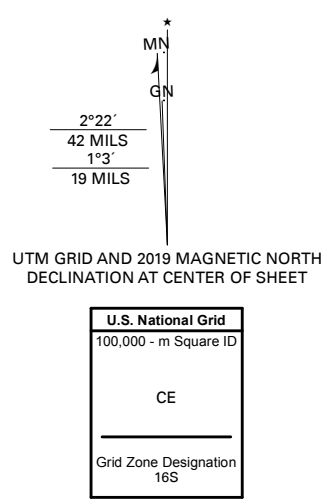 ★
MN
GN
2°22´
42 MILS
1°3´
19 MILS
UTM GRID AND 2019 MAGNETIC NORTH
DECLINATION AT CENTER OF SHEET
U.S. National Grid
100,000 - m Square ID
CE
Grid Zone Designation
16S